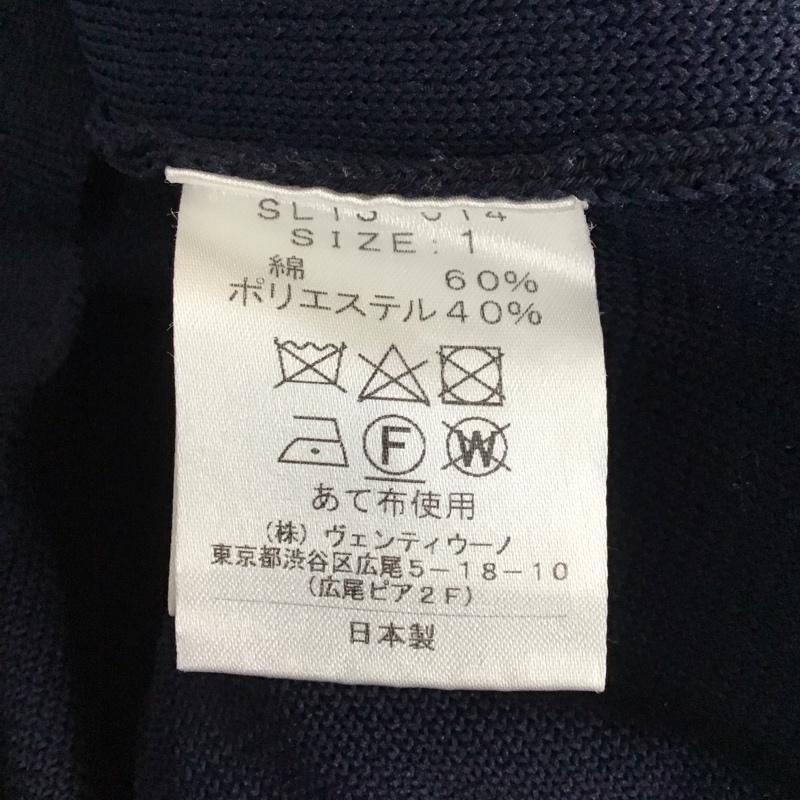 SIZE:1
綿 60%
ポリエステル40%
F W
あて布使用
(株)ヴェンティウーノ
東京都渋谷区広尾5-18-10
(広尾ピア2F)
日本製